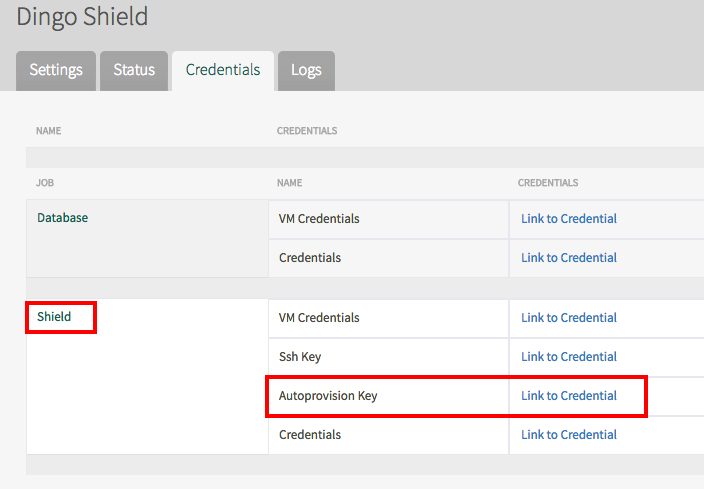 Dingo Shield
Settings Status Credentials Logs
NAME CREDENTIALS
JOB NAME CREDENTIALS
Database VM Credentials Link to Credential
Credentials Link to Credential
Shield VM Credentials Link to Credential
Ssh Key Link to Credential
Autoprovision Key Link to Credential
Credentials Link to Credential